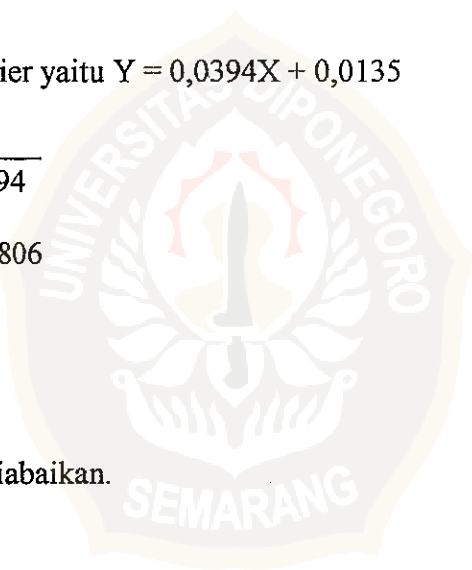 ier yaitu Y = 0,0394X + 0,0135
94
806
iabaikan.
UNIVERSITAS DIPONEGORO
SEMARANG